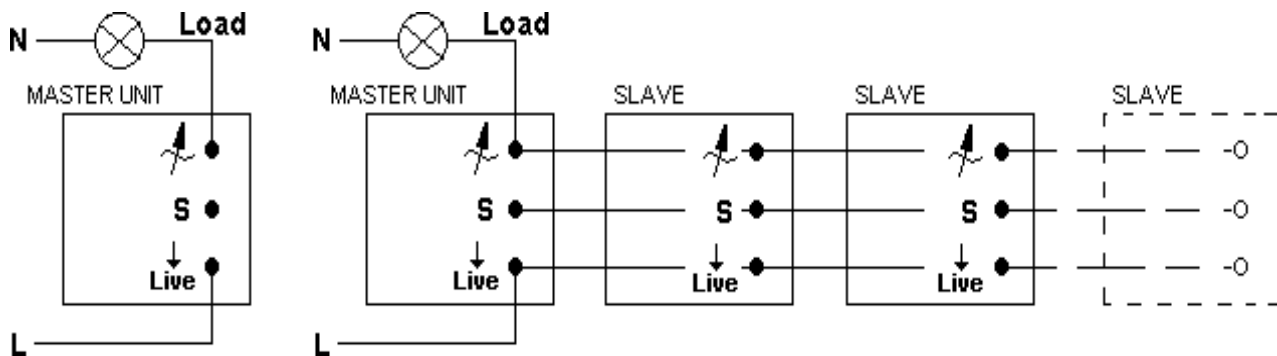 N Load
MASTER UNIT
S
Live
L
N Load
MASTER UNIT SLAVE SLAVE SLAVE
S S S
Live Live Live
L